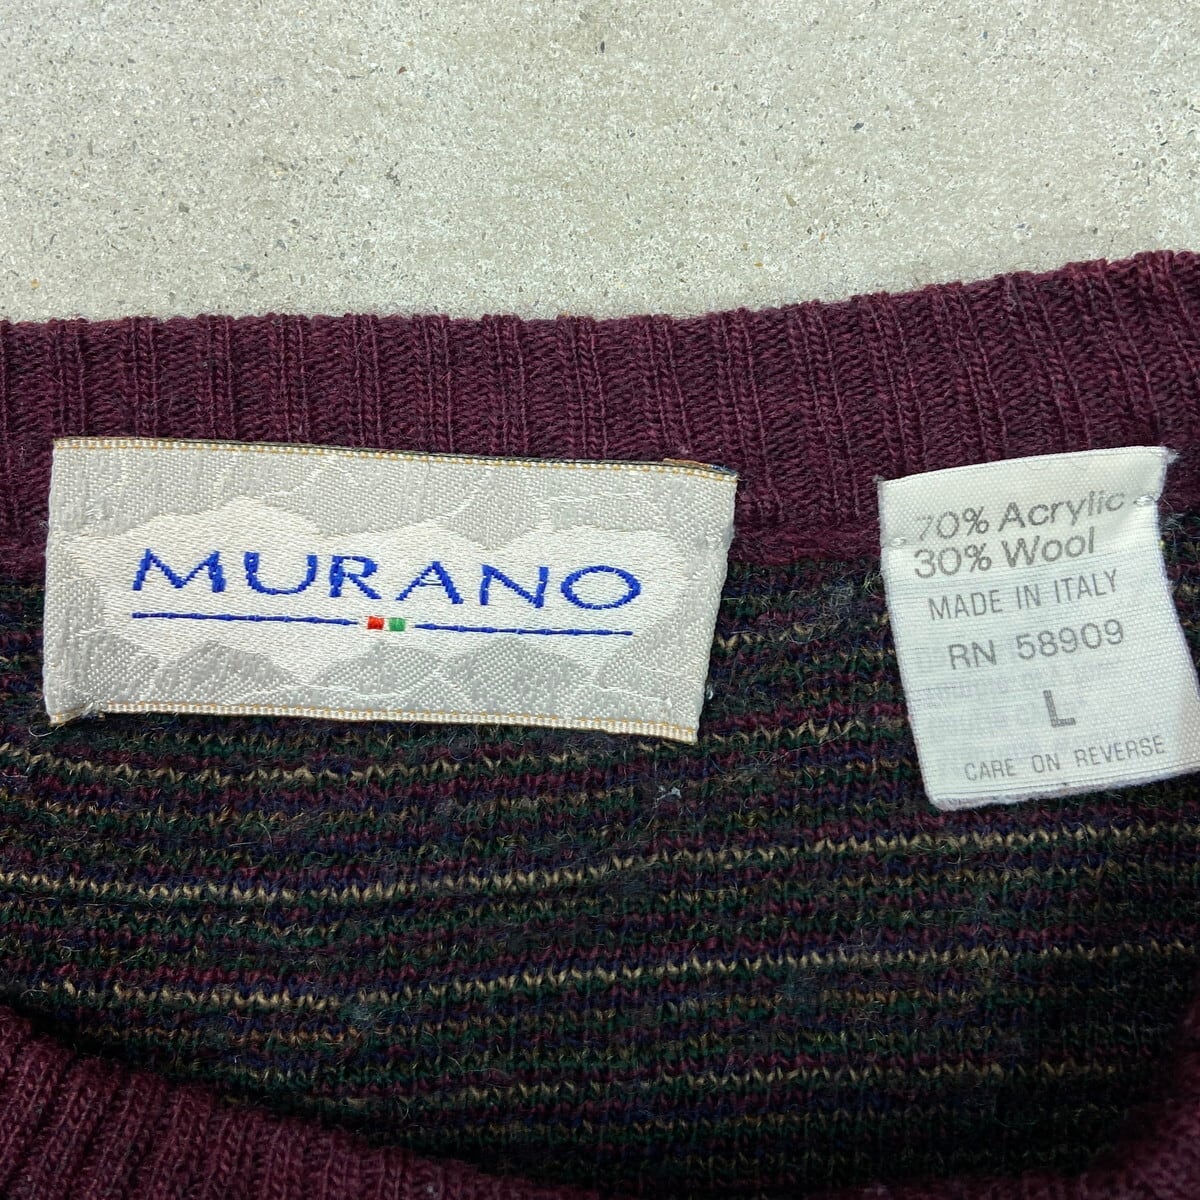 MURANO
70% Acrylic
30% Wool
MADE IN ITALY
RN 58909
L
CARE ON REVERSE